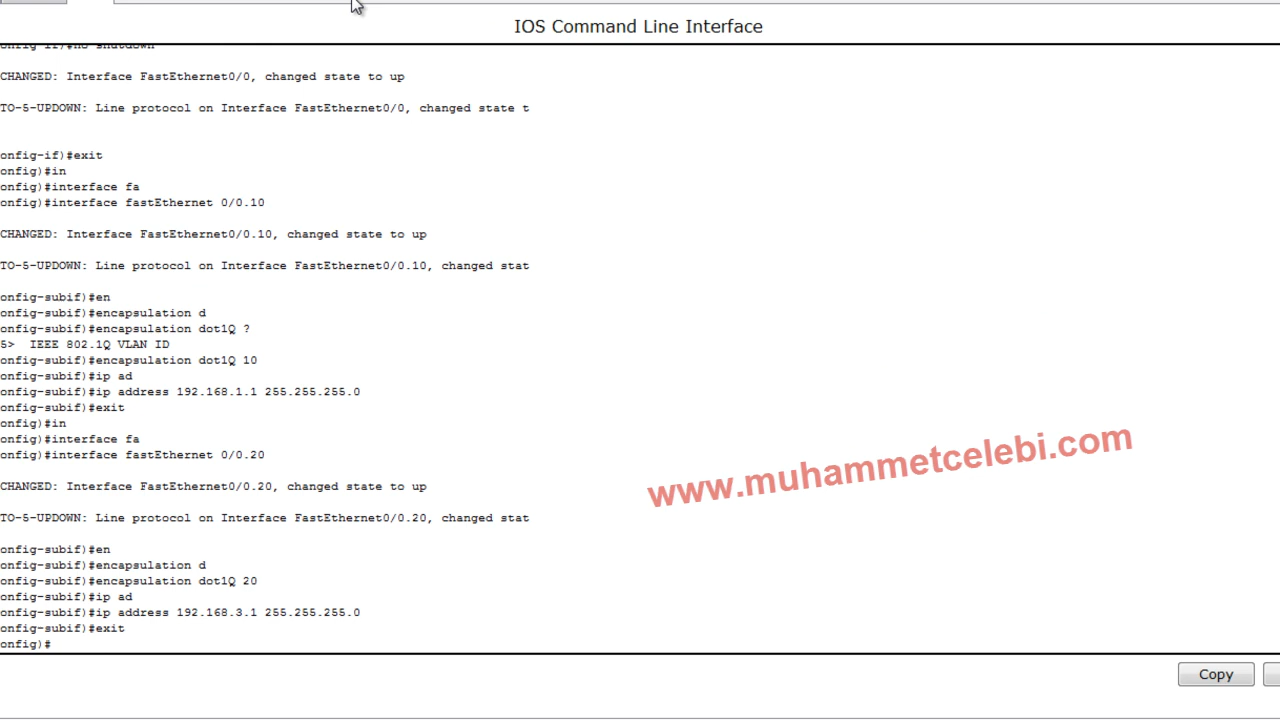 IOS Command Line Interface
onfig-if)#no shutdown
CHANGED: Interface FastEthernet0/0, changed state to up
TO-5-UPDOWN: Line protocol on Interface FastEthernet0/0, changed state t
onfig-if)#exit
onfig)#in
onfig)#interface fa
onfig)#interface fastEthernet 0/0.10
CHANGED: Interface FastEthernet0/0.10, changed state to up
TO-5-UPDOWN: Line protocol on Interface FastEthernet0/0.10, changed stat
onfig-subif)#en
onfig-subif)#encapsulation d
onfig-subif)#encapsulation dot1Q ?
5>  IEEE 802.1Q VLAN ID
onfig-subif)#encapsulation dot1Q 10
onfig-subif)#ip ad
onfig-subif)#ip address 192.168.1.1 255.255.255.0
onfig-subif)#exit
onfig)#in
onfig)#interface fa
onfig)#interface fastEthernet 0/0.20
CHANGED: Interface FastEthernet0/0.20, changed state to up
TO-5-UPDOWN: Line protocol on Interface FastEthernet0/0.20, changed stat
onfig-subif)#en
onfig-subif)#encapsulation d
onfig-subif)#encapsulation dot1Q 20
onfig-subif)#ip ad
onfig-subif)#ip address 192.168.3.1 255.255.255.0
onfig-subif)#exit
onfig)#
www.muhammetcelebi.com
Copy